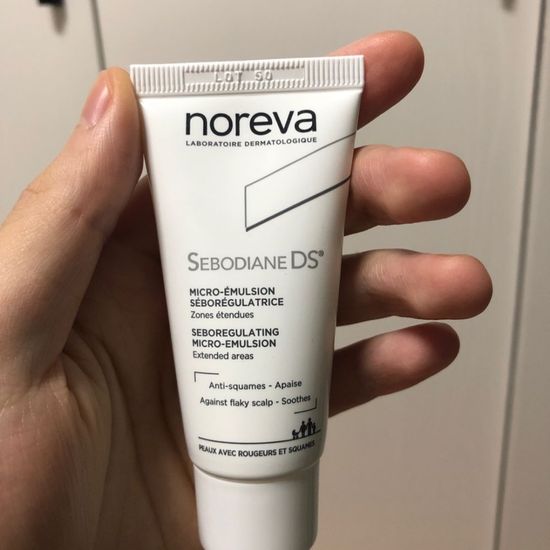 LOT 50
noreva
LABORATOIRE DERMATOLOGIQUE
SEBODIANE DS®
MICRO-ÉMULSION
SÉBORÉGULATRICE
Zones étendues
SEBOREGULATING
MICRO-EMULSION
Extended areas
Anti-squames - Apaise
Against flaky scalp - Soothes
PEAUX AVEC ROUGEURS ET SQUAMES